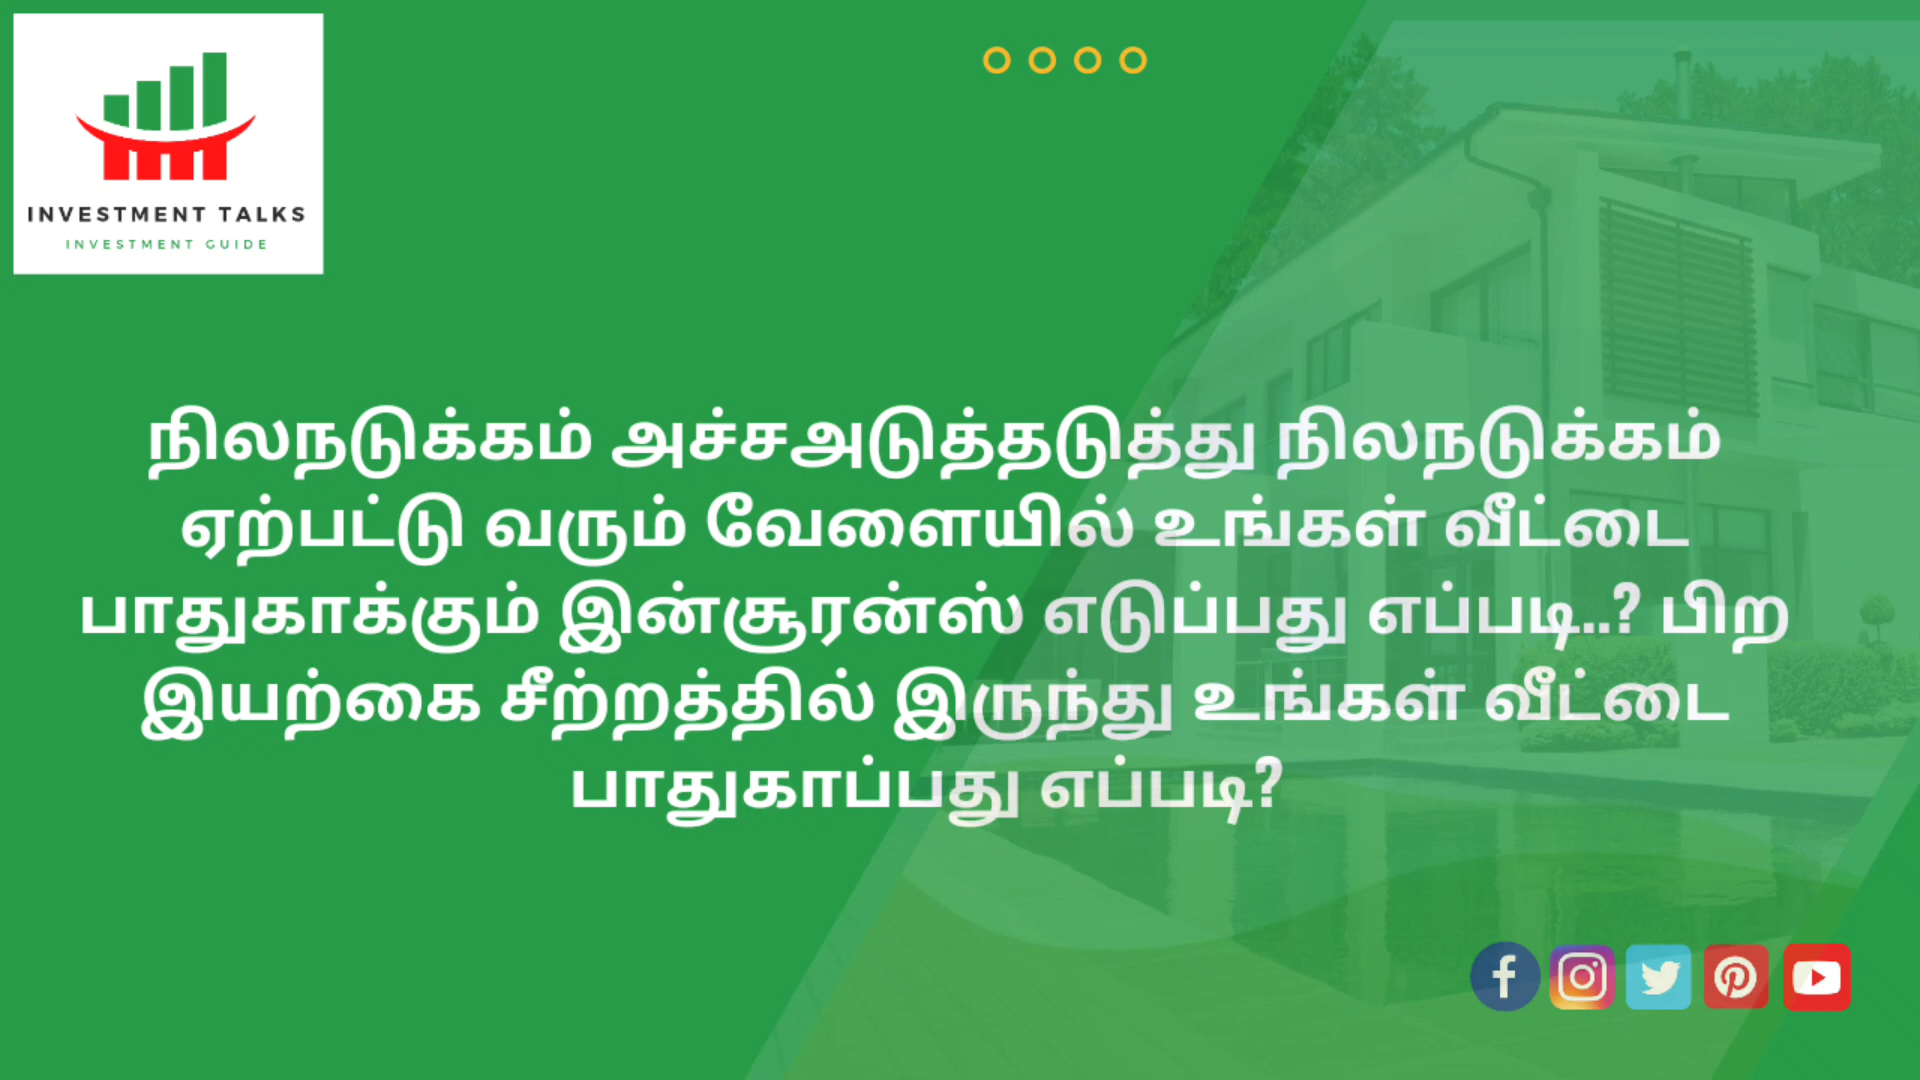 INVESTMENT TALKS
INVESTMENT GUIDE
நிலநடுக்கம் அச்சஅடுத்தடுத்து நிலநடுக்கம்
ஏற்பட்டு வரும் வேளையில் உங்கள் வீட்டை
பாதுகாக்கும் இன்சூரன்ஸ் எடுப்பது எப்படி..? பிற
இயற்கை சீற்றத்தில் இருந்து உங்கள் வீட்டை
பாதுகாப்பது எப்படி?